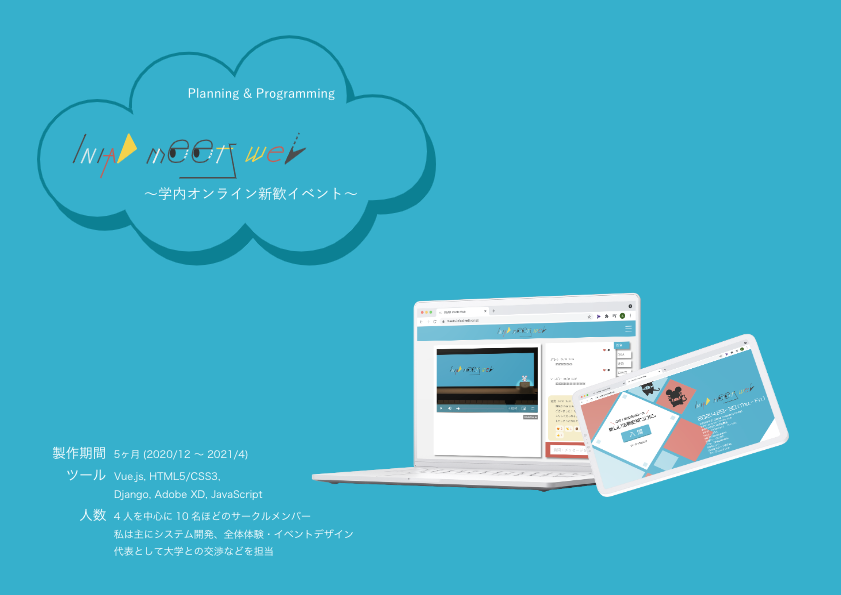 Planning & Programming
INIAD meet web
〜学内オンライン新歓イベント〜
製作期間 5ヶ月 (2020/12 〜 2021/4)
ツール Vue.js, HTML5/CSS3,
Django, Adobe XD, JavaScript
人数 4 人を中心に 10 名ほどのサークルメンバー
私は主にシステム開発、全体体験・イベントデザイン
代表として大学との交渉などを担当